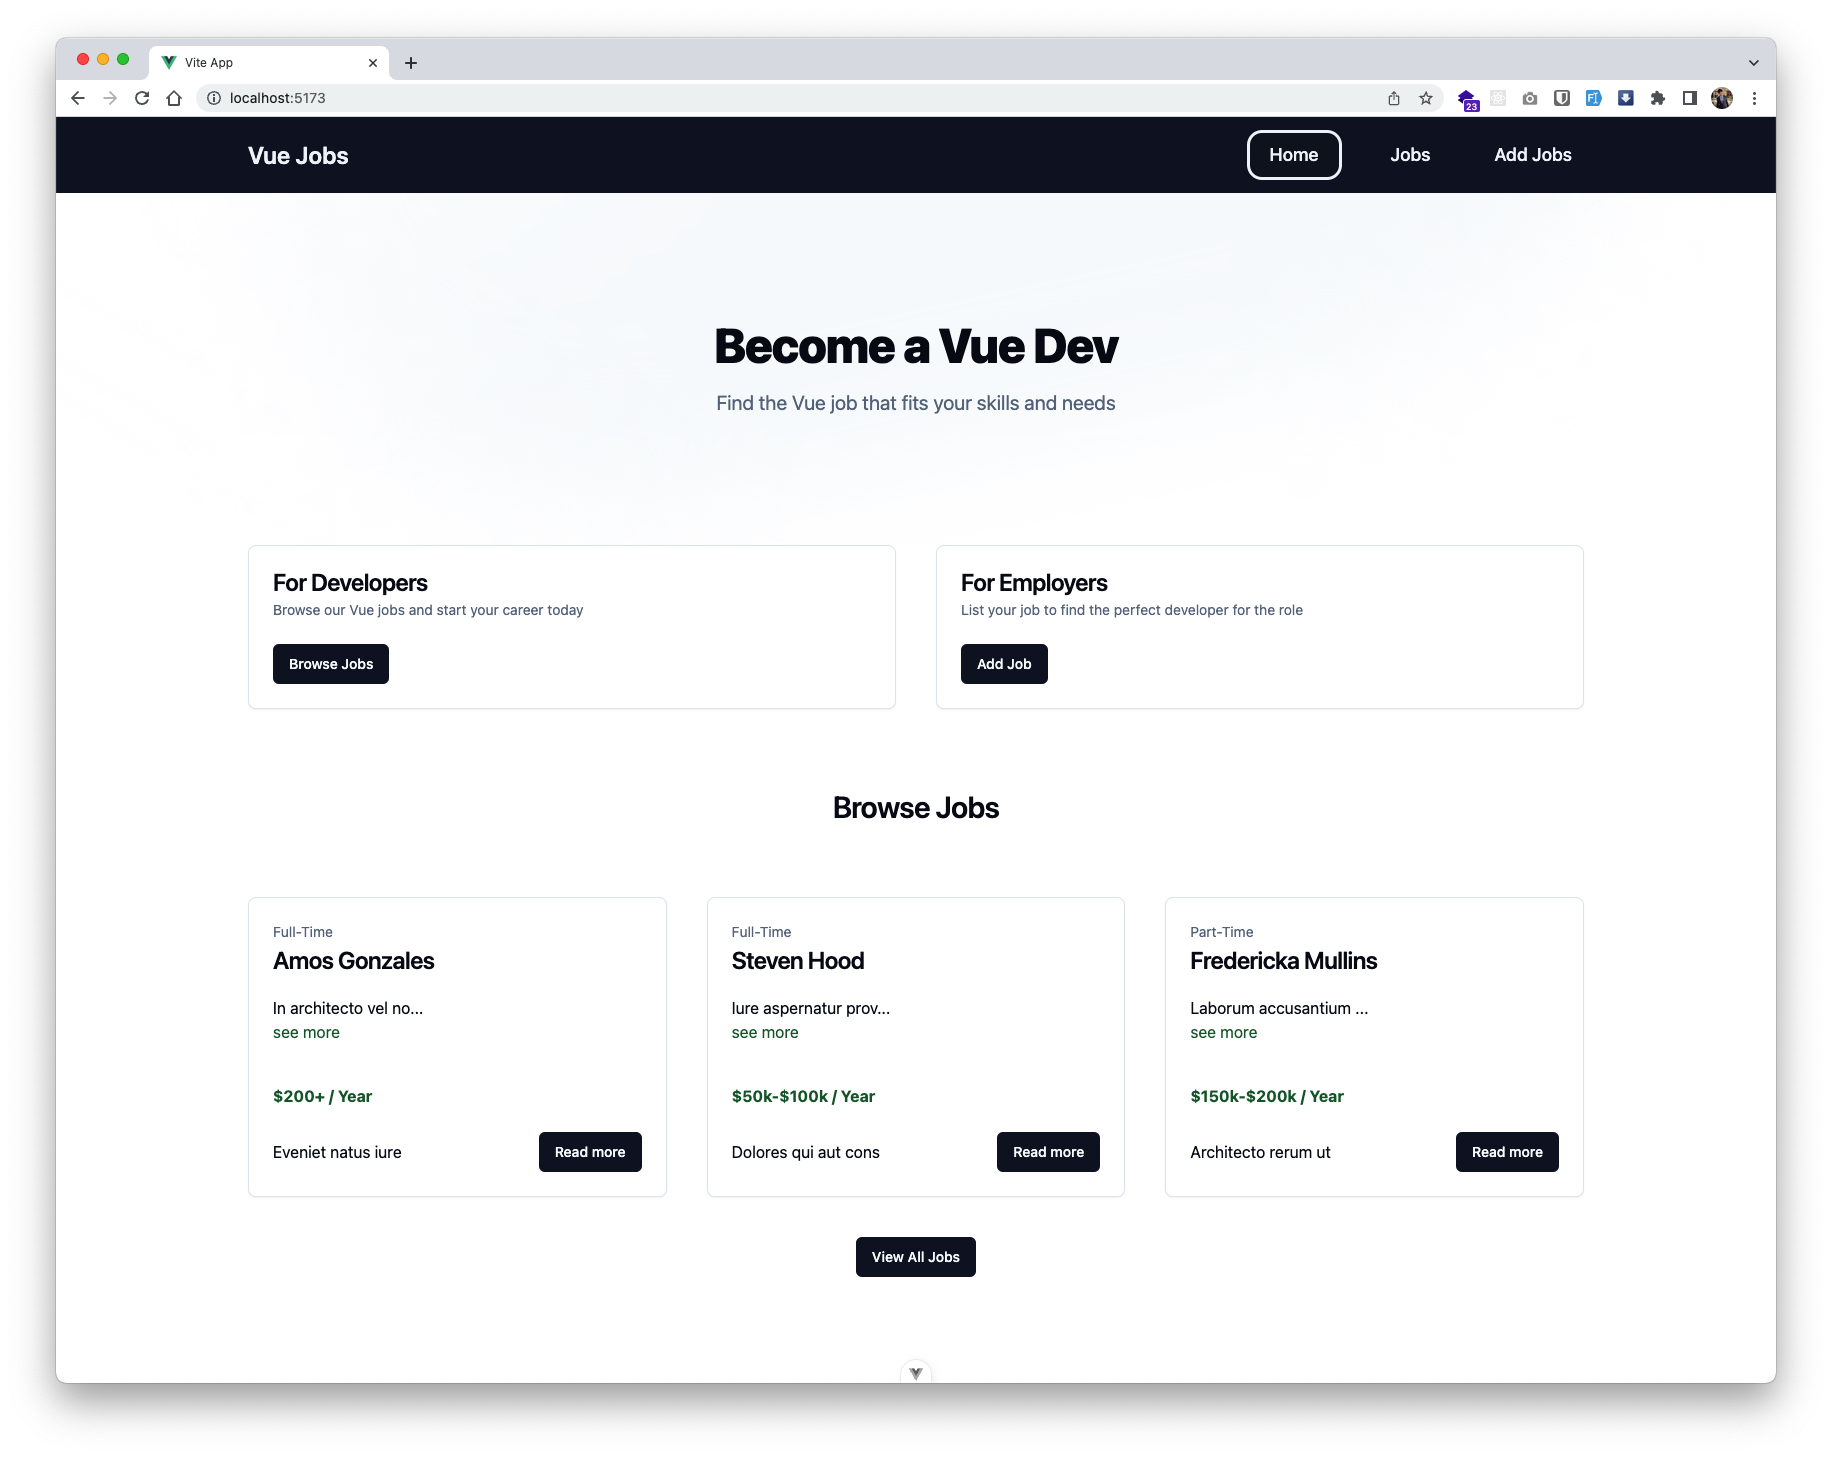 Vite App
localhost:5173
23
Vue Jobs
Home
Jobs
Add Jobs
Become a Vue Dev
Find the Vue job that fits your skills and needs
For Developers
Browse our Vue jobs and start your career today
Browse Jobs
For Employers
List your job to find the perfect developer for the role
Add Job
Browse Jobs
Full-Time
Amos Gonzales
In architecto vel no...
see more
$200+ / Year
Eveniet natus iure
Read more
Full-Time
Steven Hood
Iure aspernatur prov...
see more
$50k-$100k / Year
Dolores qui aut cons
Read more
Part-Time
Fredericka Mullins
Laborum accusantium ...
see more
$150k-$200k / Year
Architecto rerum ut
Read more
View All Jobs